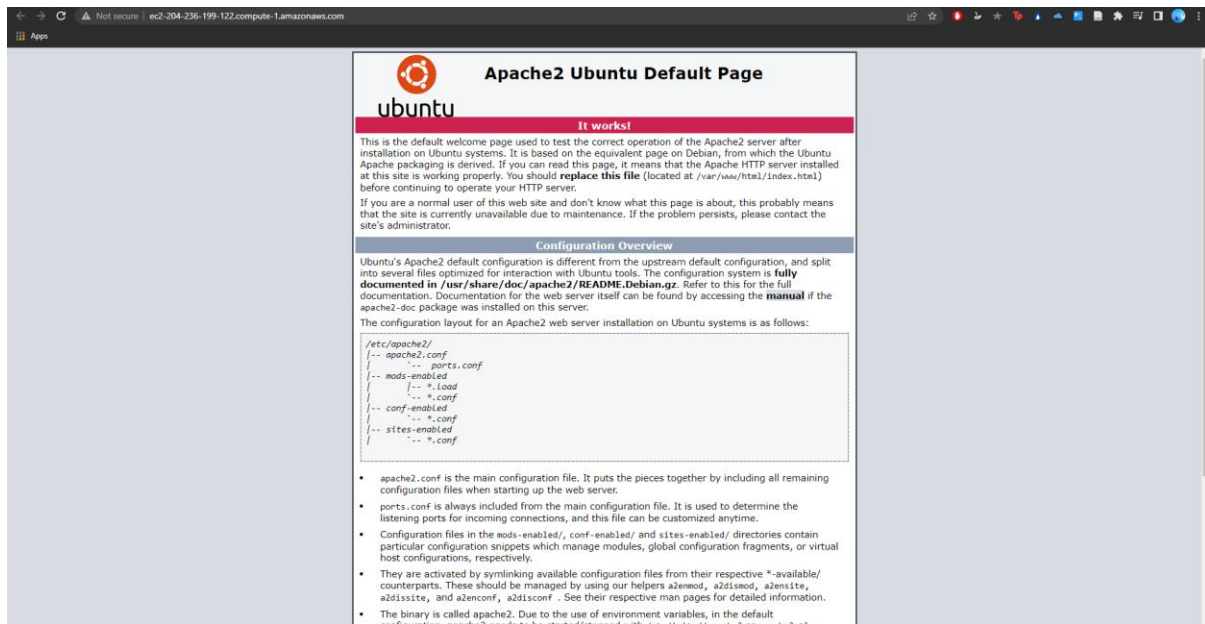 Not secure ec2-204-236-199-122.compute-1.amazonaws.com
Apps
ubuntu
Apache2 Ubuntu Default Page
It works!
This is the default welcome page used to test the correct operation of the Apache2 server after
installation on Ubuntu systems. It is based on the equivalent page on Debian, from which the Ubuntu
Apache packaging is derived. If you can read this page, it means that the Apache HTTP server installed
at this site is working properly. You should replace this file (located at /var/www/html/index.html)
before continuing to operate your HTTP server.
If you are a normal user of this web site and don't know what this page is about, this probably means
that the site is currently unavailable due to maintenance. If the problem persists, please contact the
site's administrator.
Configuration Overview
Ubuntu's Apache2 default configuration is different from the upstream default configuration, and split
into several files optimized for interaction with Ubuntu tools. The configuration system is fully
documented in /usr/share/doc/apache2/README.Debian.gz. Refer to this for the full
documentation. Documentation for the web server itself can be found by accessing the manual if the
apache2-doc package was installed on this server.
The configuration layout for an Apache2 web server installation on Ubuntu systems is as follows:
/etc/apache2/
|-- apache2.conf
|       `--  ports.conf
|-- mods-enabled
|       |-- *.load
|       `-- *.conf
|-- conf-enabled
|       `-- *.conf
|-- sites-enabled
|       `-- *.conf
• apache2.conf is the main configuration file. It puts the pieces together by including all remaining
configuration files when starting up the web server.
• ports.conf is always included from the main configuration file. It is used to determine the
listening ports for incoming connections, and this file can be customized anytime.
• Configuration files in the mods-enabled/, conf-enabled/ and sites-enabled/ directories contain
particular configuration snippets which manage modules, global configuration fragments, or virtual
host configurations, respectively.
• They are activated by symlinking available configuration files from their respective *-available/
counterparts. These should be managed by using our helpers a2enmod, a2dismod, a2ensite,
a2dissite, and a2enconf, a2disconf . See their respective man pages for detailed information.
• The binary is called apache2. Due to the use of environment variables, in the default